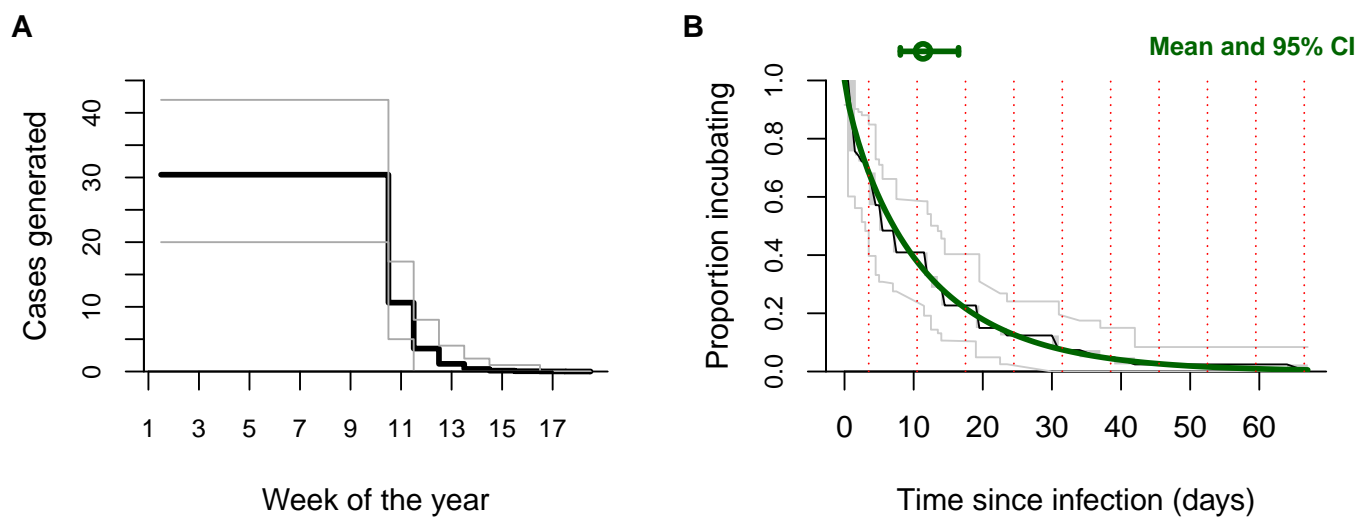 A
Cases generated
0
10
20
30
40
1 3 5 7 9 11 13 15 17
Week of the year
B
Mean and 95% CI
Proportion incubating
0.0
0.2
0.4
0.6
0.8
1.0
0 10 20 30 40 50 60
Time since infection (days)